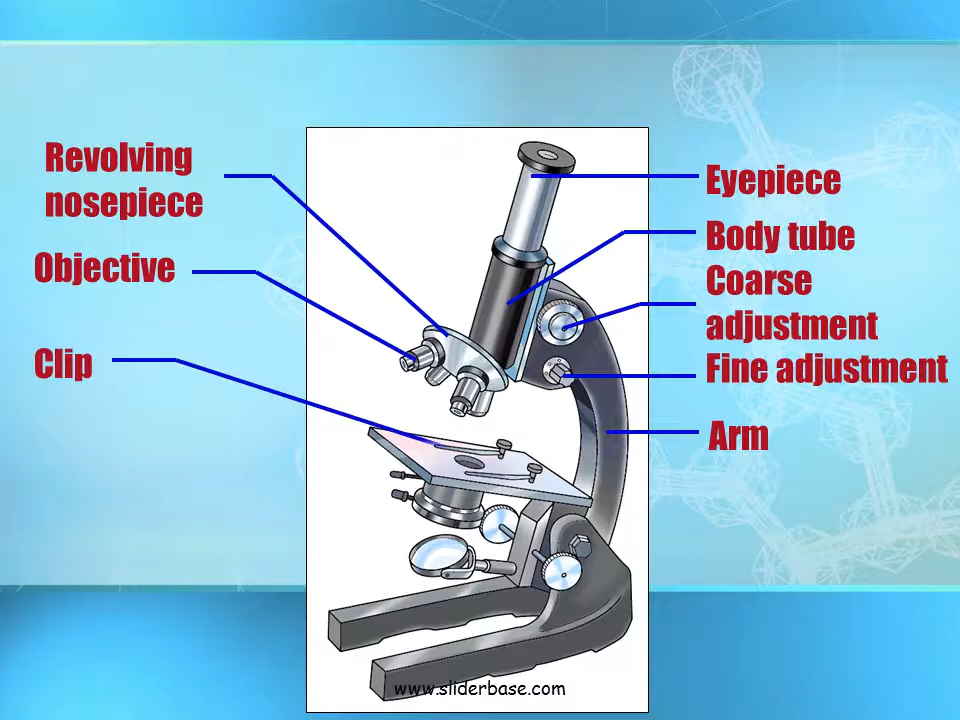 Revolving
nosepiece
Objective
Clip
Eyepiece
Body tube
Coarse
adjustment
Fine adjustment
Arm
www.sliderbase.com